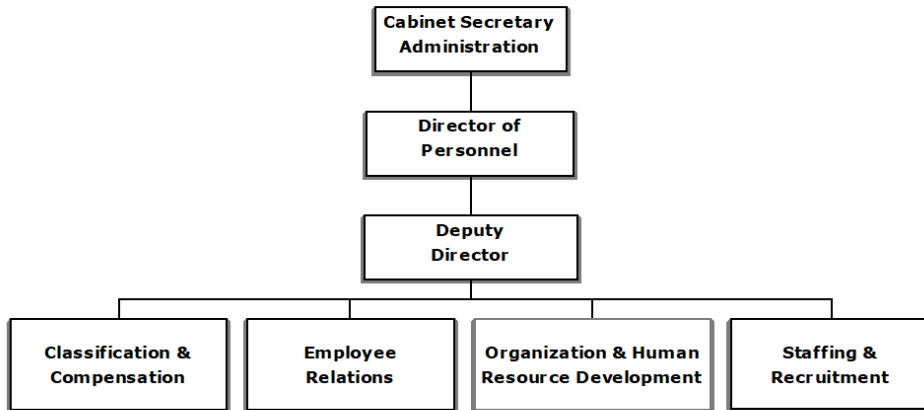 Cabinet Secretary
Administration
Director of
Personnel
Deputy
Director
Classification &
Compensation
Employee
Relations
Organization & Human
Resource Development
Staffing &
Recruitment